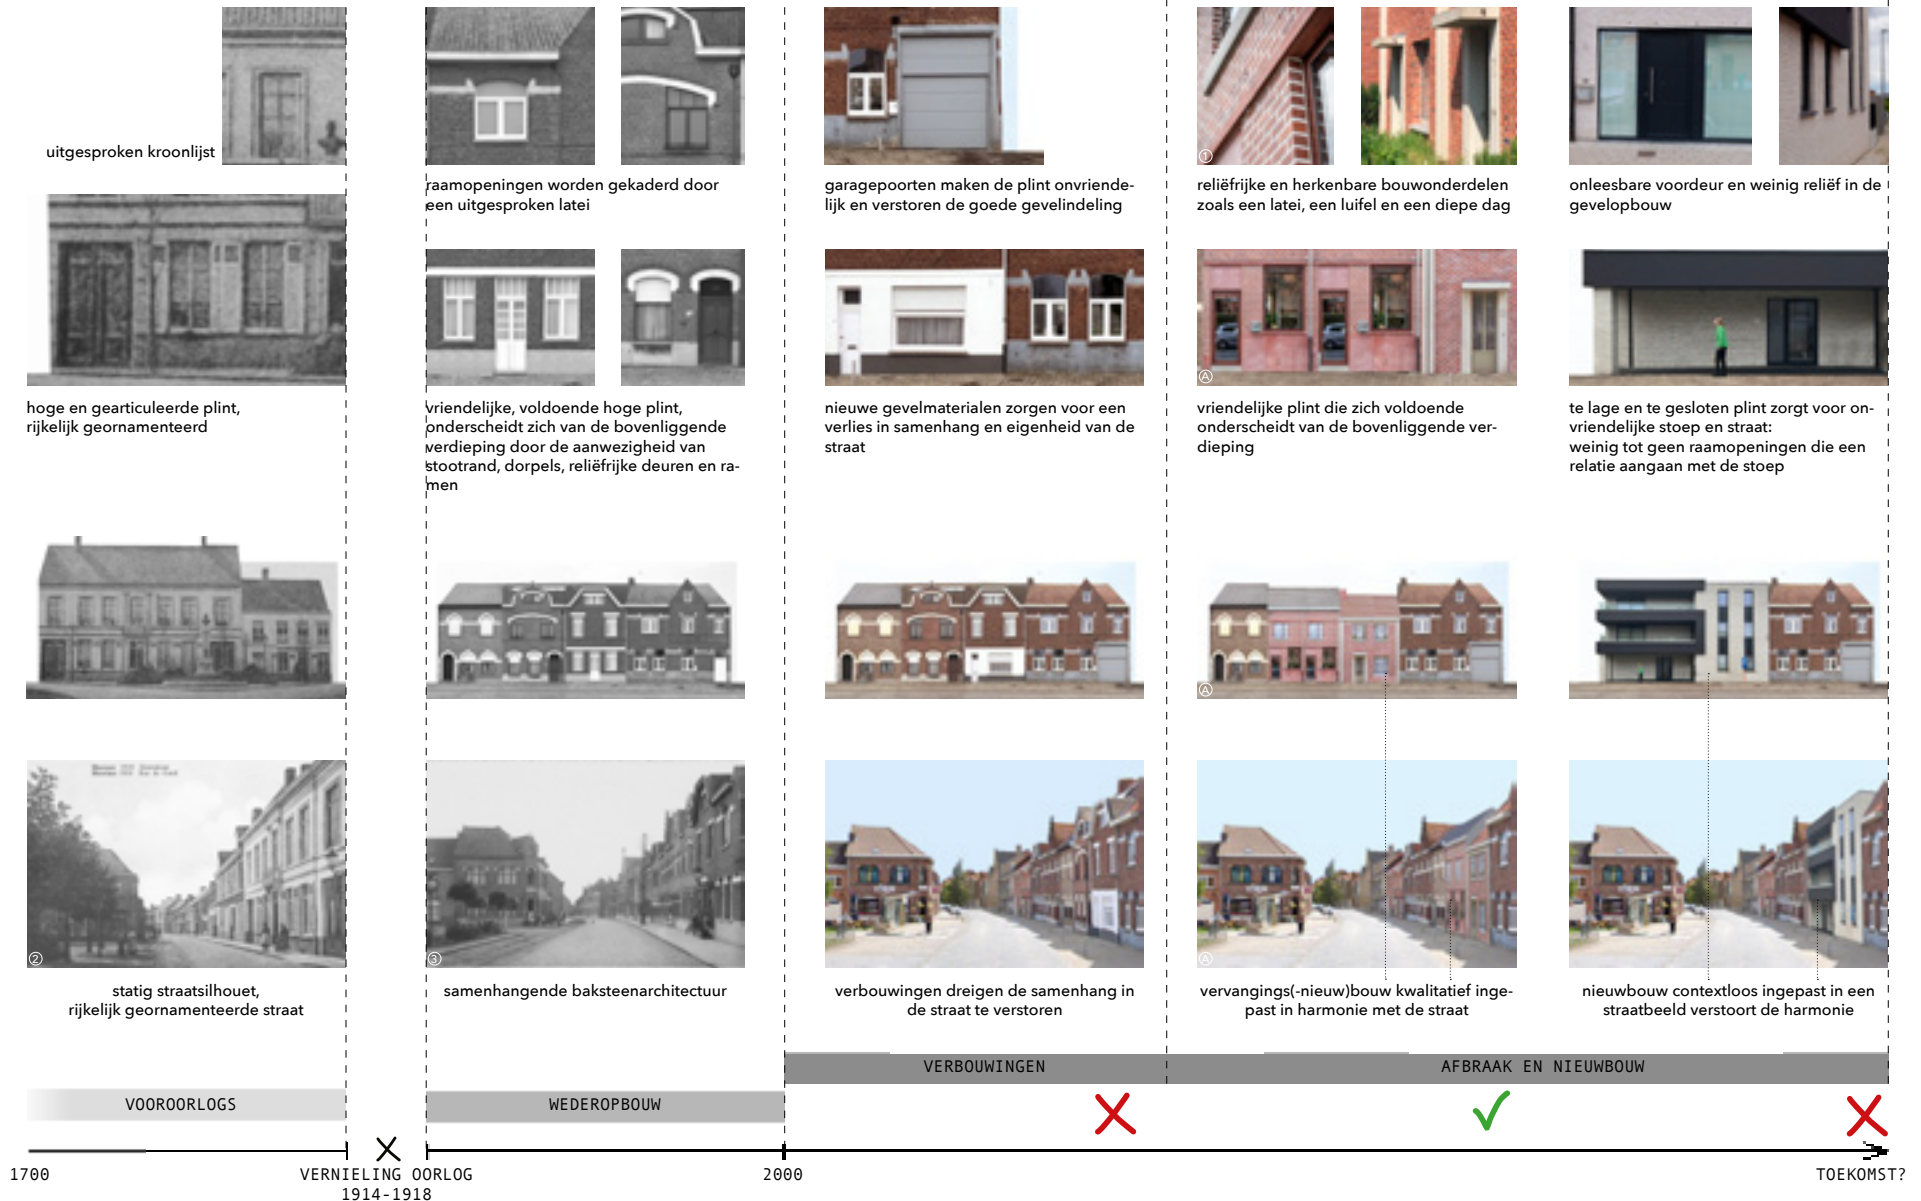 uitgesproken kroonlijst
①
raamopeningen worden gekaderd door
een uitgesproken latei
garagepoorten maken de plint onvriende-
lijk en verstoren de goede gevelindeling
reliëfrijke en herkenbare bouwonderdelen
zoals een latei, een luifel en een diepe dag
onleesbare voordeur en weinig reliëf in de
gevelopbouw
Ⓐ
hoge en gearticuleerde plint,
rijkelijk geornamenteerd
vriendelijke, voldoende hoge plint,
onderscheidt zich van de bovenliggende
verdieping door de aanwezigheid van
stootrand, dorpels, reliëfrijke deuren en ra-
men
nieuwe gevelmaterialen zorgen voor een
verlies in samenhang en eigenheid van de
straat
vriendelijke plint die zich voldoende
onderscheidt van de bovenliggende ver-
dieping
te lage en te gesloten plint zorgt voor on-
vriendelijke stoep en straat:
weinig tot geen raamopeningen die een
relatie aangaan met de stoep
Ⓐ
②
③
Ⓐ
statig straatsilhouet,
rijkelijk geornamenteerde straat
samenhangende baksteenarchitectuur
verbouwingen dreigen de samenhang in
de straat te verstoren
vervangings(-nieuw)bouw kwalitatief inge-
past in harmonie met de straat
nieuwbouw contextloos ingepast in een
straatbeeld verstoort de harmonie
VERBOUWINGEN
AFBRAAK EN NIEUWBOUW
VOOROORLOGS
WEDEROPBOUW
1700
VERNIELING OORLOG
1914-1918
2000
TOEKOMST?